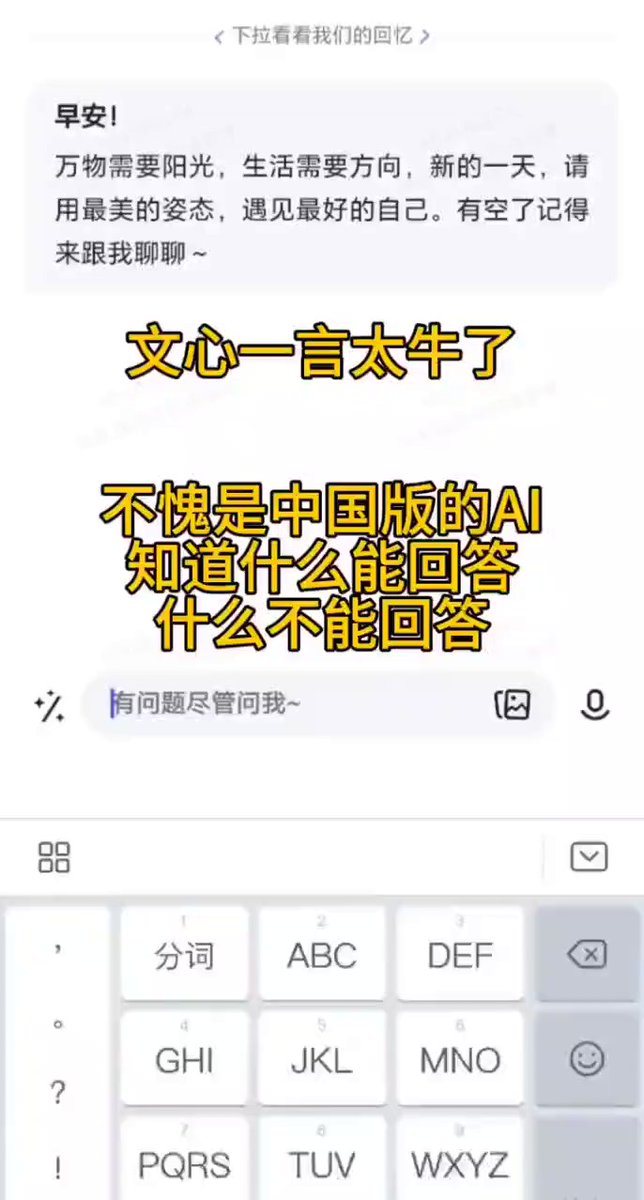 下拉看看我们的回忆
早安!
万物需要阳光，生活需要方向，新的一天，请
用最美的姿态，遇见最好的自己。有空了记得
来跟我聊聊~
文心一言太牛了
不愧是中国版的AI
知道什么能回答
什么不能回答
有问题尽管问我~
，
1
分词
2
ABC
3
DEF
。
4
GHI
5
JKL
6
MNO
?
7
PQRS
8
TUV
9
WXYZ
!